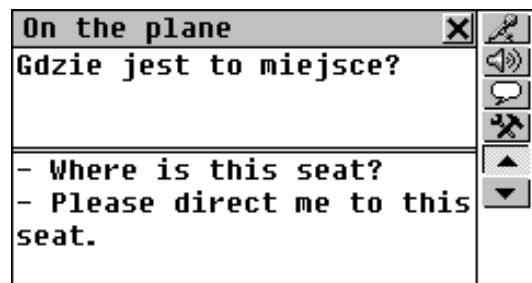 On the plane
Gdzie jest to miejsce?
- Where is this seat?
- Please direct me to this
seat.